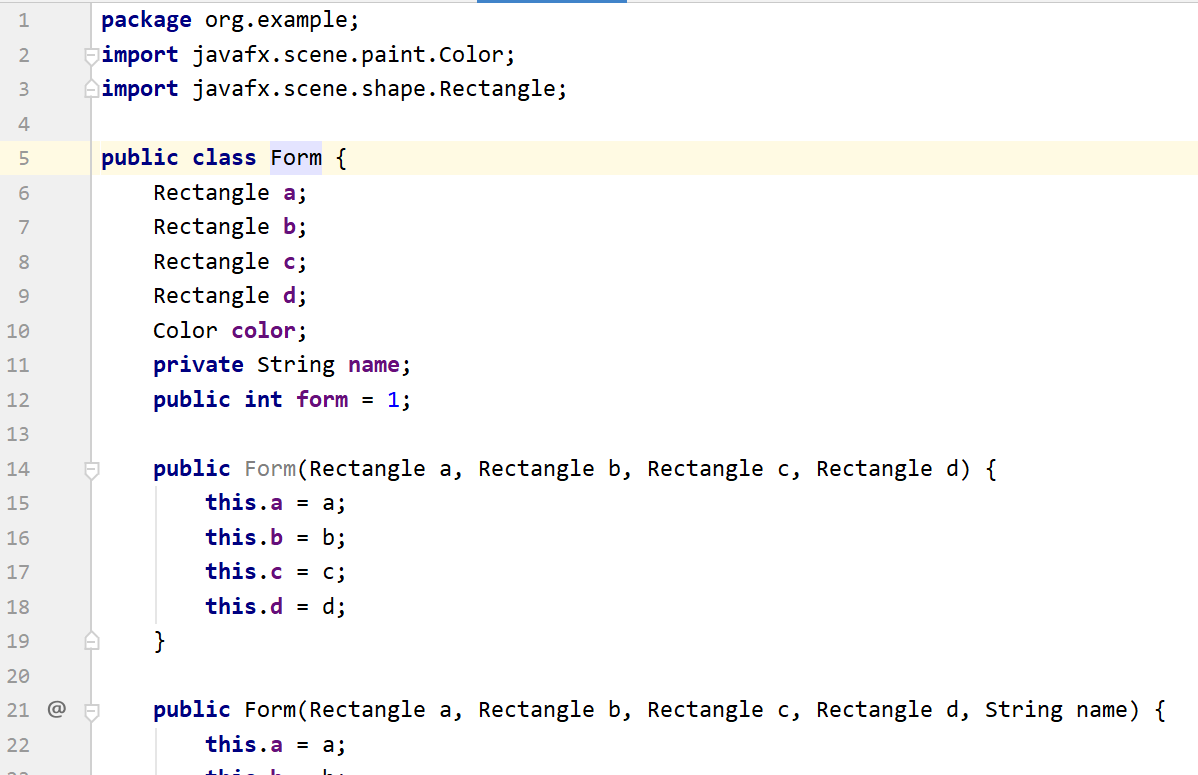 1 package org.example;
2 import javafx.scene.paint.Color;
3 import javafx.scene.shape.Rectangle;
4
5 public class Form {
6     Rectangle a;
7     Rectangle b;
8     Rectangle c;
9     Rectangle d;
10     Color color;
11     private String name;
12     public int form = 1;
13
14     public Form(Rectangle a, Rectangle b, Rectangle c, Rectangle d) {
15         this.a = a;
16         this.b = b;
17         this.c = c;
18         this.d = d;
19     }
20
21 @     public Form(Rectangle a, Rectangle b, Rectangle c, Rectangle d, String name) {
22         this.a = a;